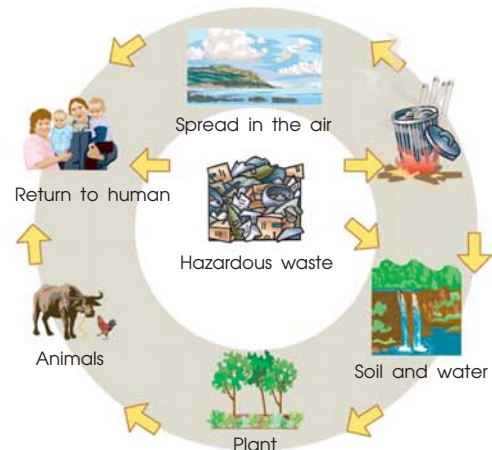 Spread in the air
Return to human
Hazardous waste
Animals
Soil and water
Plant